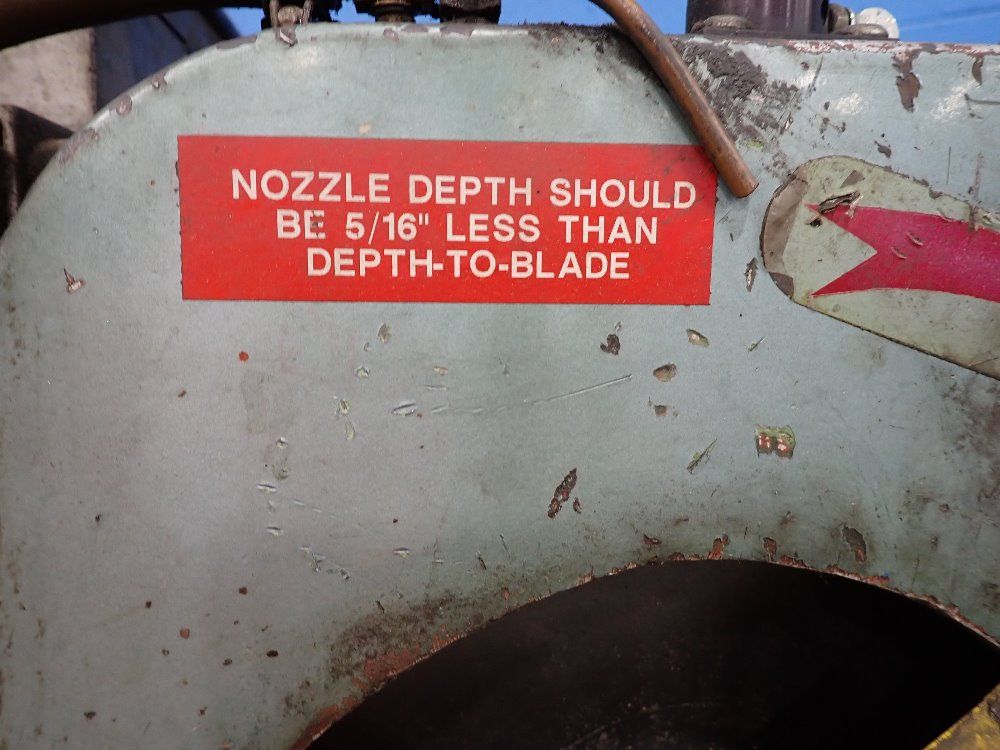 NOZZLE DEPTH SHOULD
BE 5/16" LESS THAN
DEPTH-TO-BLADE